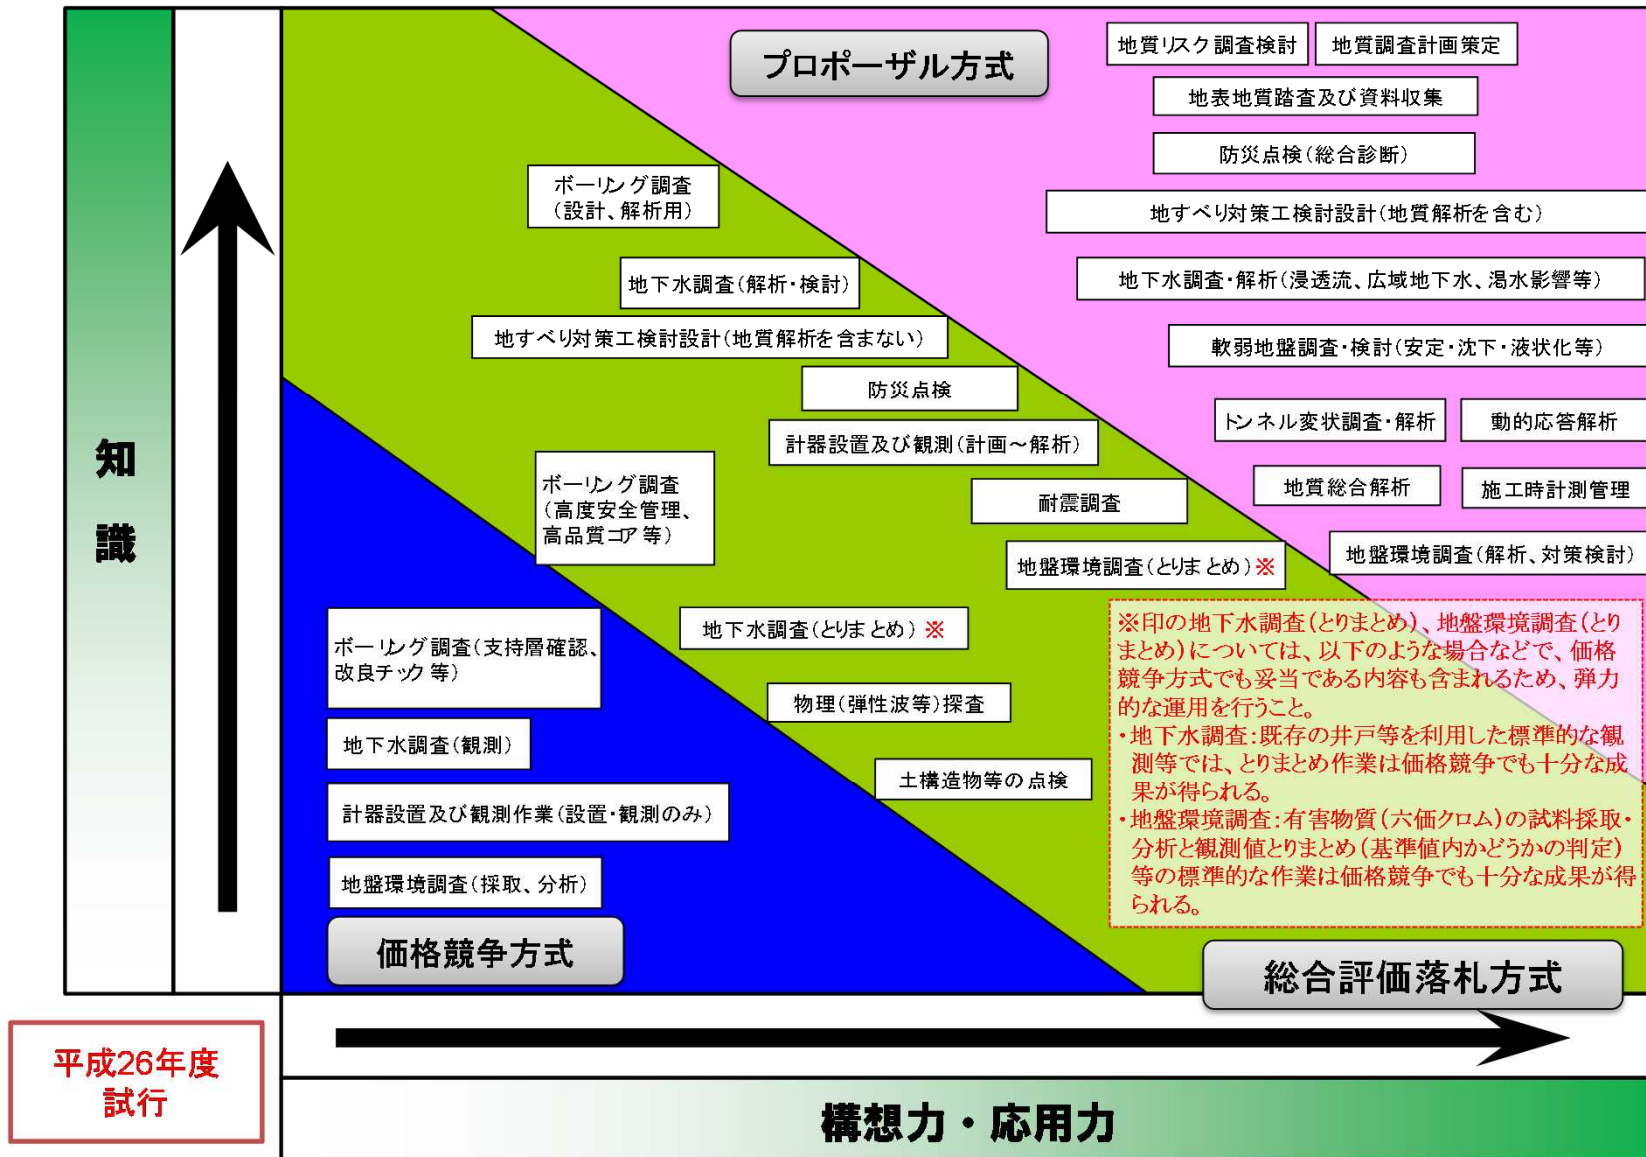 プロポーザル方式
地質リスク調査検討
地質調査計画策定
地表地質踏査及び資料収集
防災点検(総合診断)
地すべり対策工検討設計(地質解析を含む)
地下水調査・解析(浸透流、広域地下水、渇水影響等)
軟弱地盤調査・検討(安定・沈下・液状化等)
トンネル変状調査・解析
動的応答解析
地質総合解析
施工時計測管理
地盤環境調査(解析、対策検討)
ボーリング調査
(設計、解析用)
地下水調査(解析・検討)
地すべり対策工検討設計(地質解析を含まない)
防災点検
計器設置及び観測(計画～解析)
ボーリング調査
(高度安全管理、
高品質コア等)
耐震調査
地盤環境調査(とりまとめ)※
地下水調査(とりまとめ)※
物理(弾性波等)探査
土構造物等の点検
ボーリング調査(支持層確認、
改良チック等)
地下水調査(観測)
計器設置及び観測作業(設置・観測のみ)
地盤環境調査(採取、分析)
価格競争方式
※印の地下水調査(とりまとめ)、地盤環境調査(とり
まとめ)については、以下のような場合などで、価格
競争方式でも妥当である内容も含まれるため、弾力
的な運用を行うこと。
・地下水調査:既存の井戸等を利用した標準的な観
測等では、とりまとめ作業は価格競争でも十分な成
果が得られる。
・地盤環境調査:有害物質(六価クロム)の試料採取・
分析と観測値とりまとめ(基準値内かどうかの判定)
等の標準的な作業は価格競争でも十分な成果が得
られる。
総合評価落札方式
知
識
平成26年度
試行
構想力・応用力